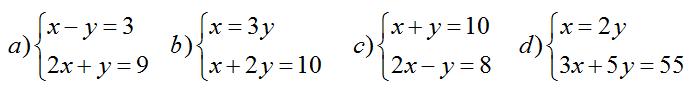 a) { x − y = 3    b) { x = 3y    c) { x + y = 10    d) { x = 2y
2x + y = 9    x + 2y = 10    2x − y = 8    3x + 5y = 55